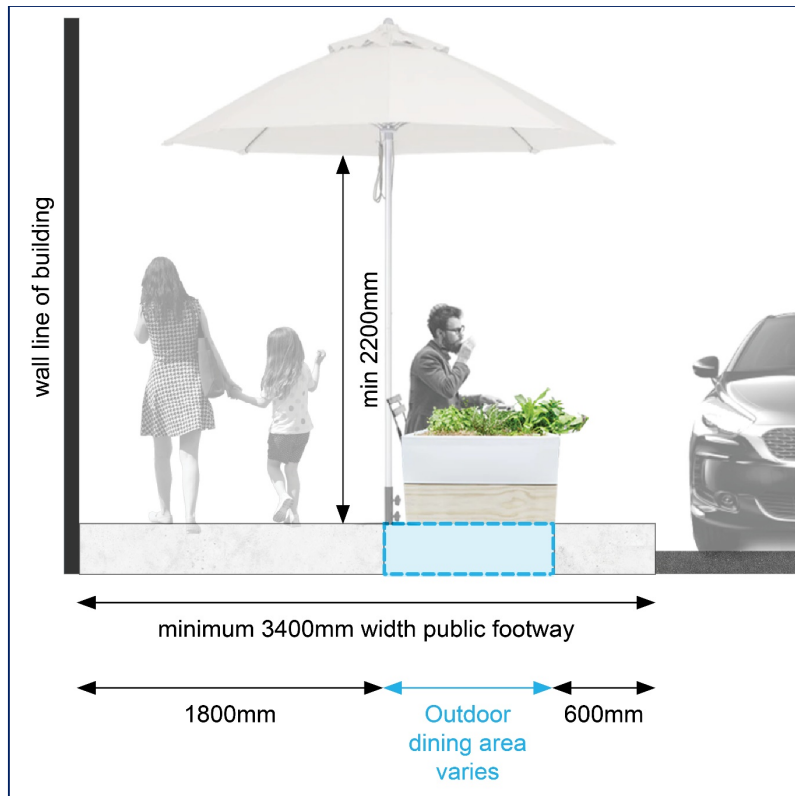 wall line of building
min 2200mm
minimum 3400mm width public footway
1800mm
Outdoor
dining area
varies
600mm